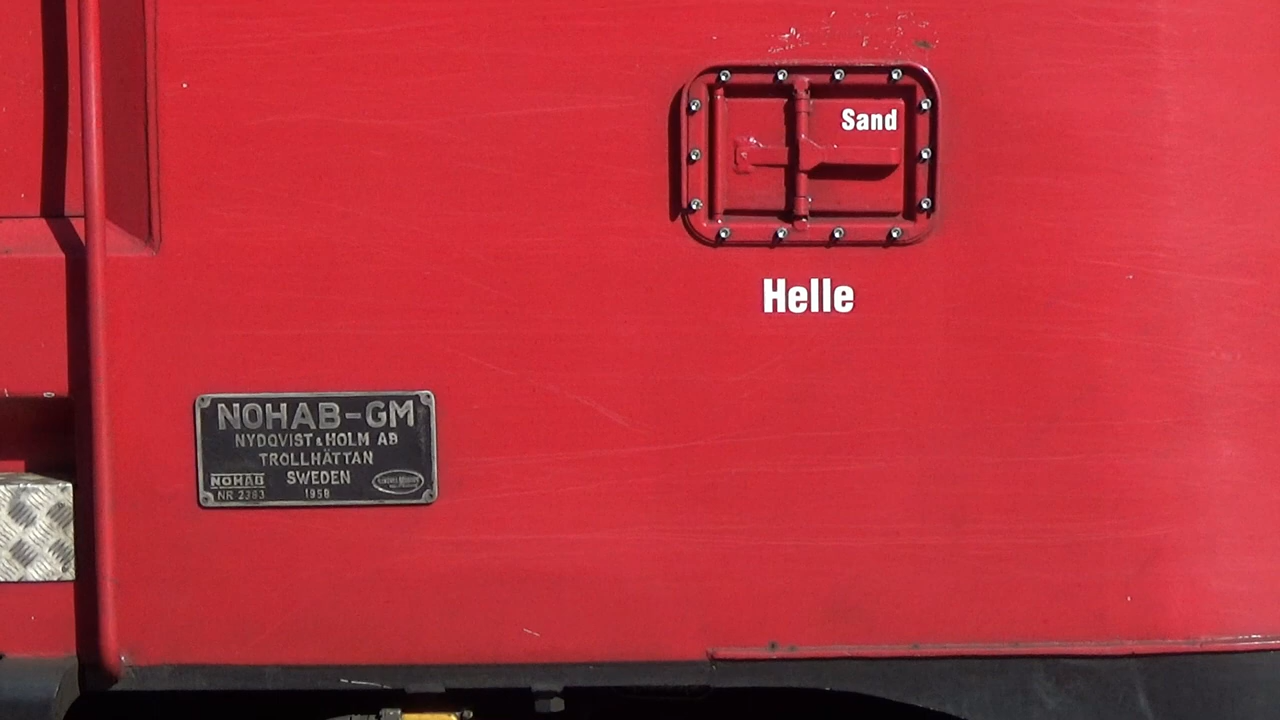 Sand
Helle
NOHAB-GM
NYDQVIST & HOLM AB
TROLLHÄTTAN
NOHAB SWEDEN
NR 2383 1958